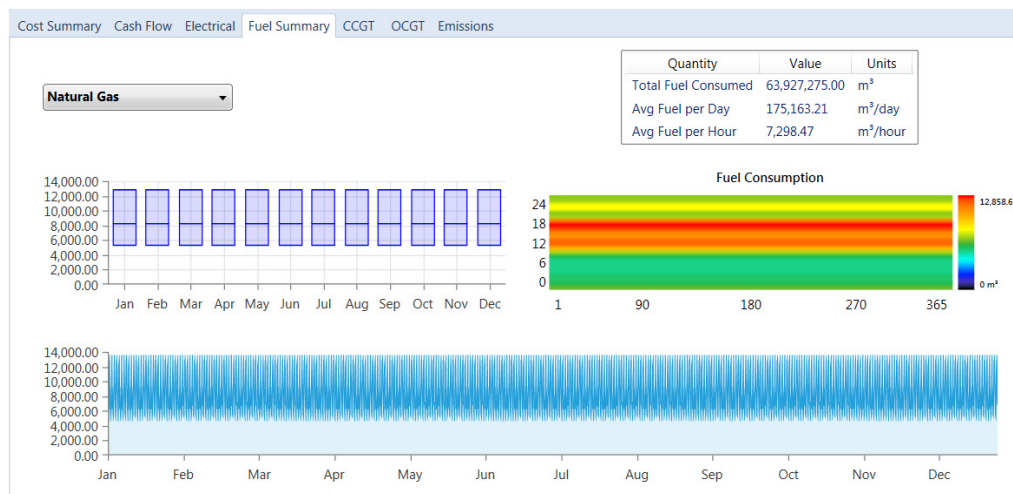 Cost Summary Cash Flow Electrical Fuel Summary CCGT OCGT Emissions
Natural Gas
Quantity Value Units
Total Fuel Consumed 63,927,275.00 m³
Avg Fuel per Day 175,163.21 m³/day
Avg Fuel per Hour 7,298.47 m³/hour
14,000.00
12,000.00
10,000.00
8,000.00
6,000.00
4,000.00
2,000.00
0.00
Jan Feb Mar Apr May Jun Jul Aug Sep Oct Nov Dec
Fuel Consumption
24
18
12
6
0
1 90 180 270 365
12,858.6
0 m³
14,000.00
12,000.00
10,000.00
8,000.00
6,000.00
4,000.00
2,000.00
0.00
Jan Feb Mar Apr May Jun Jul Aug Sep Oct Nov Dec